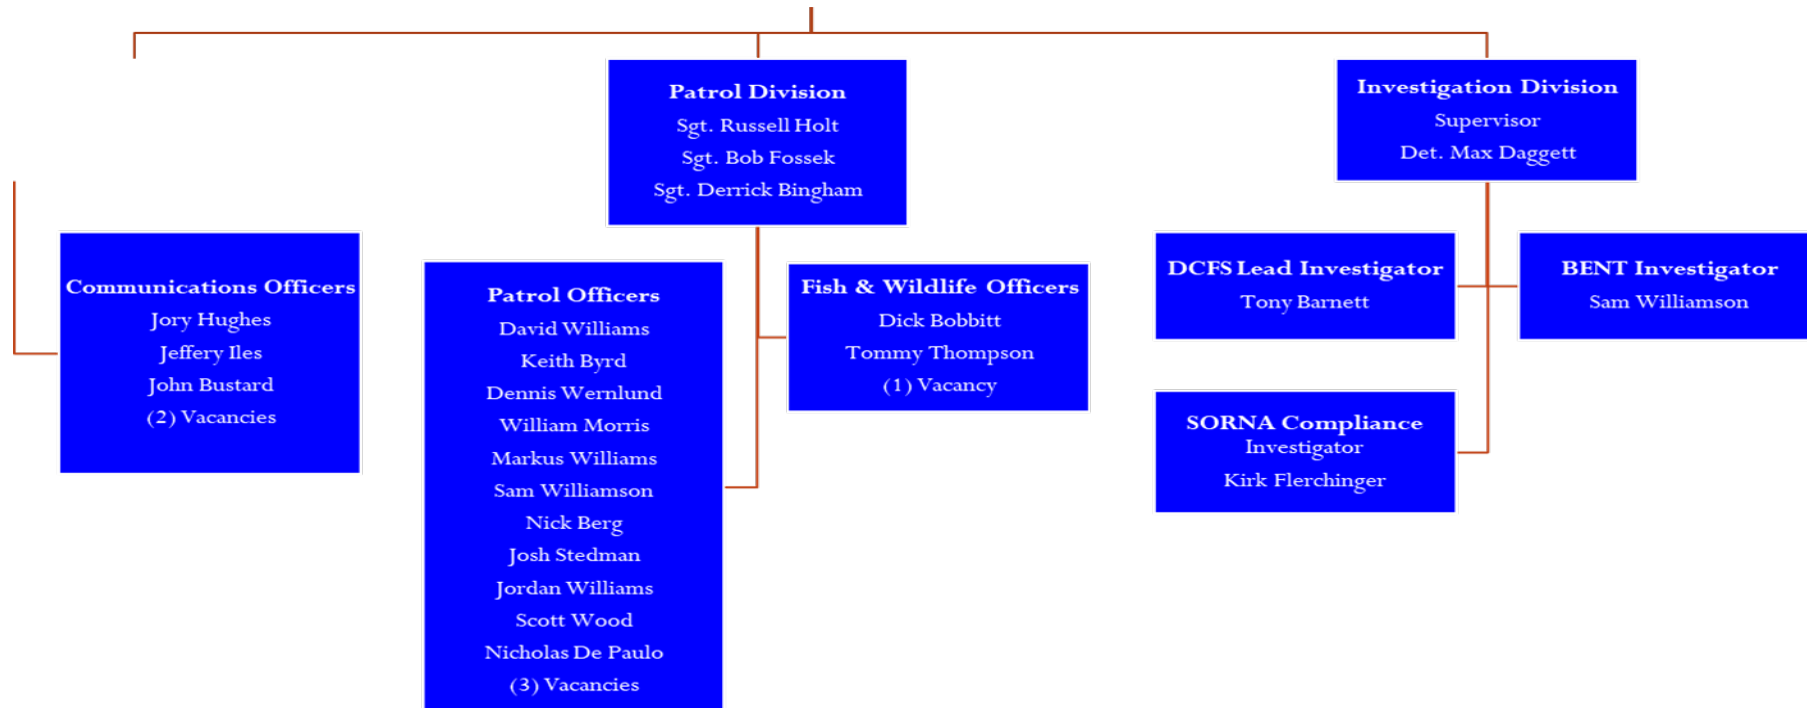 Patrol Division
Sgt. Russell Holt
Sgt. Bob Fossek
Sgt. Derrick Bingham
Investigation Division
Supervisor
Det. Max Daggett
Communications Officers
Jory Hughes
Jeffery Iles
John Bustard
(2) Vacancies
Patrol Officers
David Williams
Keith Byrd
Dennis Wernlund
William Morris
Markus Williams
Sam Williamson
Nick Berg
Josh Stedman
Jordan Williams
Scott Wood
Nicholas De Paulo
(3) Vacancies
Fish & Wildlife Officers
Dick Bobbitt
Tommy Thompson
(1) Vacancy
DCFS Lead Investigator
Tony Barnett
BENT Investigator
Sam Williamson
SORNA Compliance
Investigator
Kirk Flerchinger